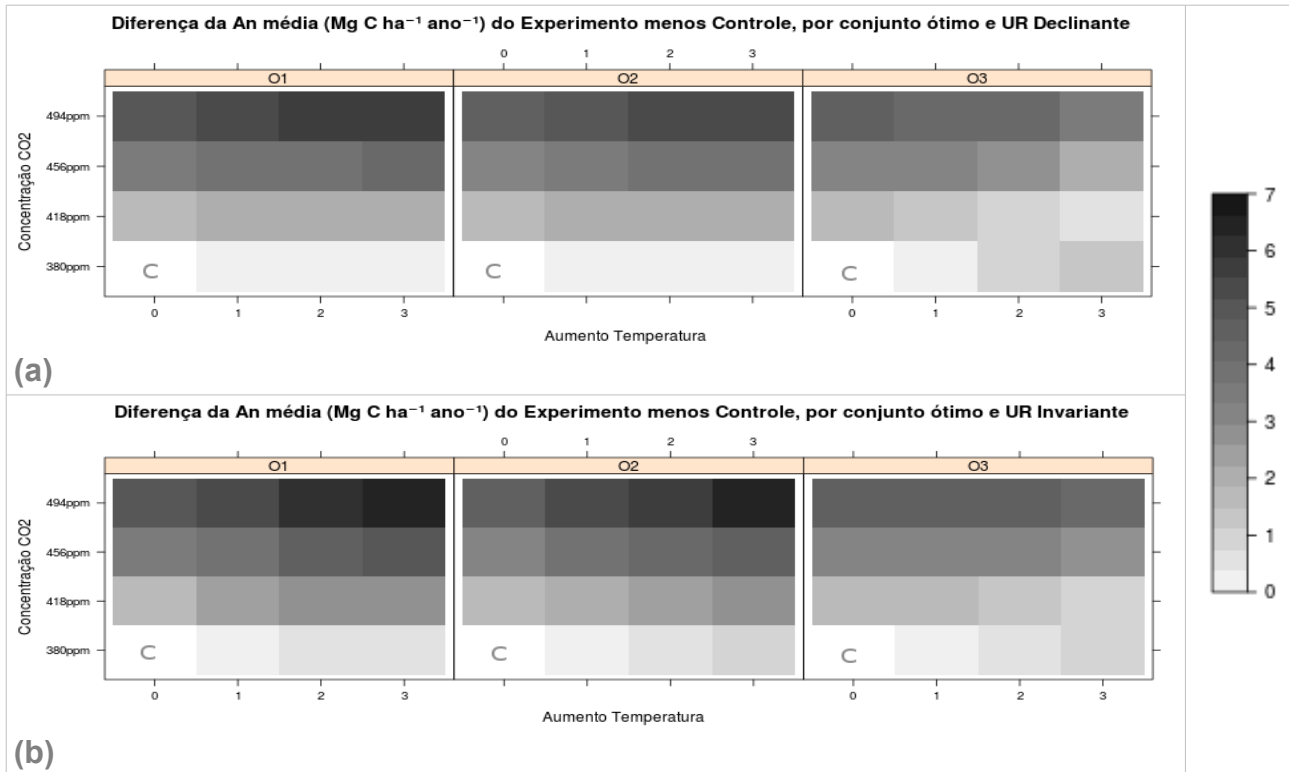 Diferença da An média (Mg C ha⁻¹ ano⁻¹) do Experimento menos Controle, por conjunto ótimo e UR Declinante
0 1 2 3
O1 O2 O3
Concentração CO2
494ppm
456ppm
418ppm
380ppm
C C C
0 1 2 3 0 1 2 3
Aumento Temperatura
(a)
Diferença da An média (Mg C ha⁻¹ ano⁻¹) do Experimento menos Controle, por conjunto ótimo e UR Invariante
0 1 2 3
O1 O2 O3
Concentração CO2
494ppm
456ppm
418ppm
380ppm
C C C
0 1 2 3 0 1 2 3
Aumento Temperatura
(b)
7
6
5
4
3
2
1
0